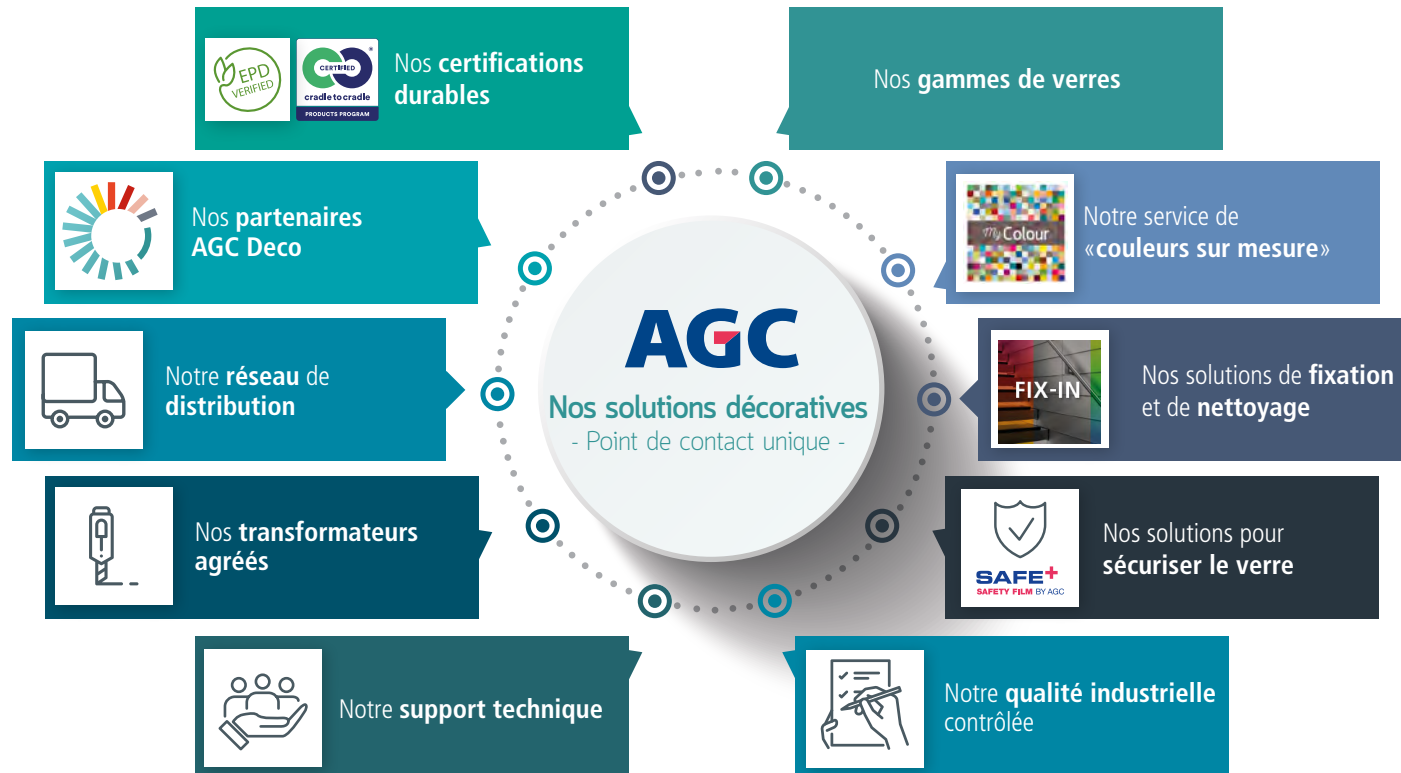 EPD
VERIFIED
CERTIFIED
cradle to cradle
®
PRODUCTS PROGRAM
Nos certifications
durables
Nos gammes de verres
Nos partenaires
AGC Deco
My Colour
Notre service de
«couleurs sur mesure»
AGC
Nos solutions décoratives
- Point de contact unique -
Notre réseau de
distribution
FIX-IN
Nos solutions de fixation
et de nettoyage
Nos transformateurs
agréés
SAFE+
SAFETY FILM BY AGC
Nos solutions pour
sécuriser le verre
Notre support technique
Notre qualité industrielle
contrôlée